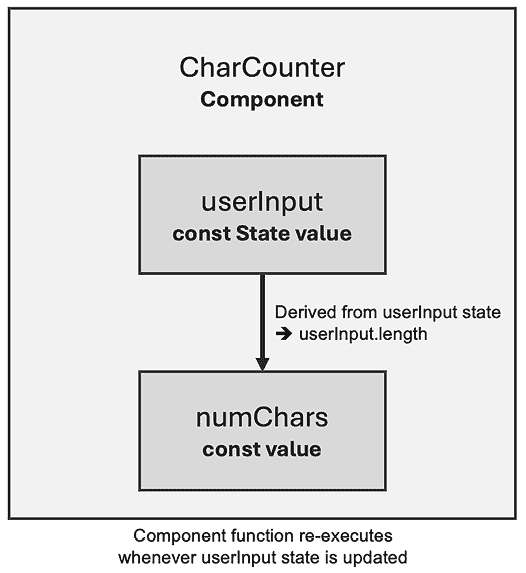 CharCounter
Component
userInput
const State value
Derived from userInput state
➔ userInput.length
numChars
const value
Component function re-executes
whenever userInput state is updated